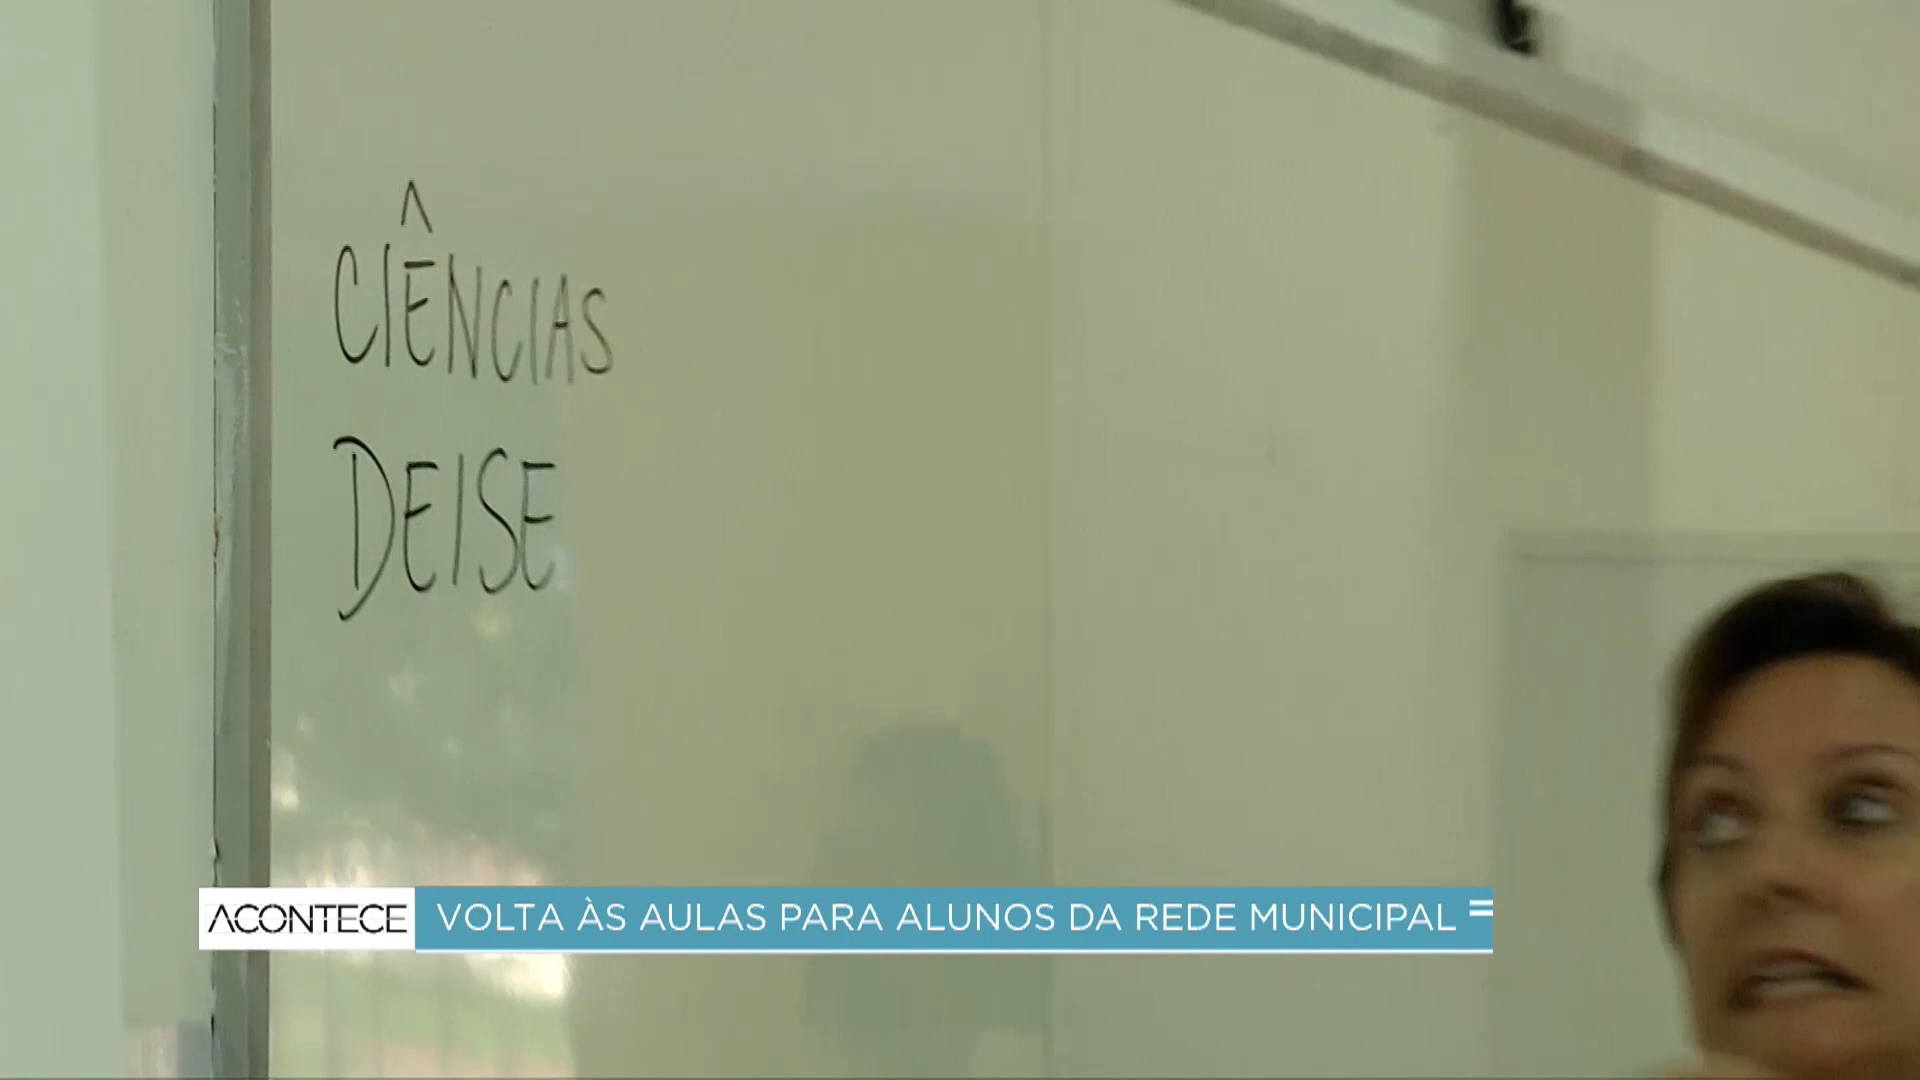 CIÊNCIAS
DEISE
ACONTECE VOLTA ÀS AULAS PARA ALUNOS DA REDE MUNICIPAL